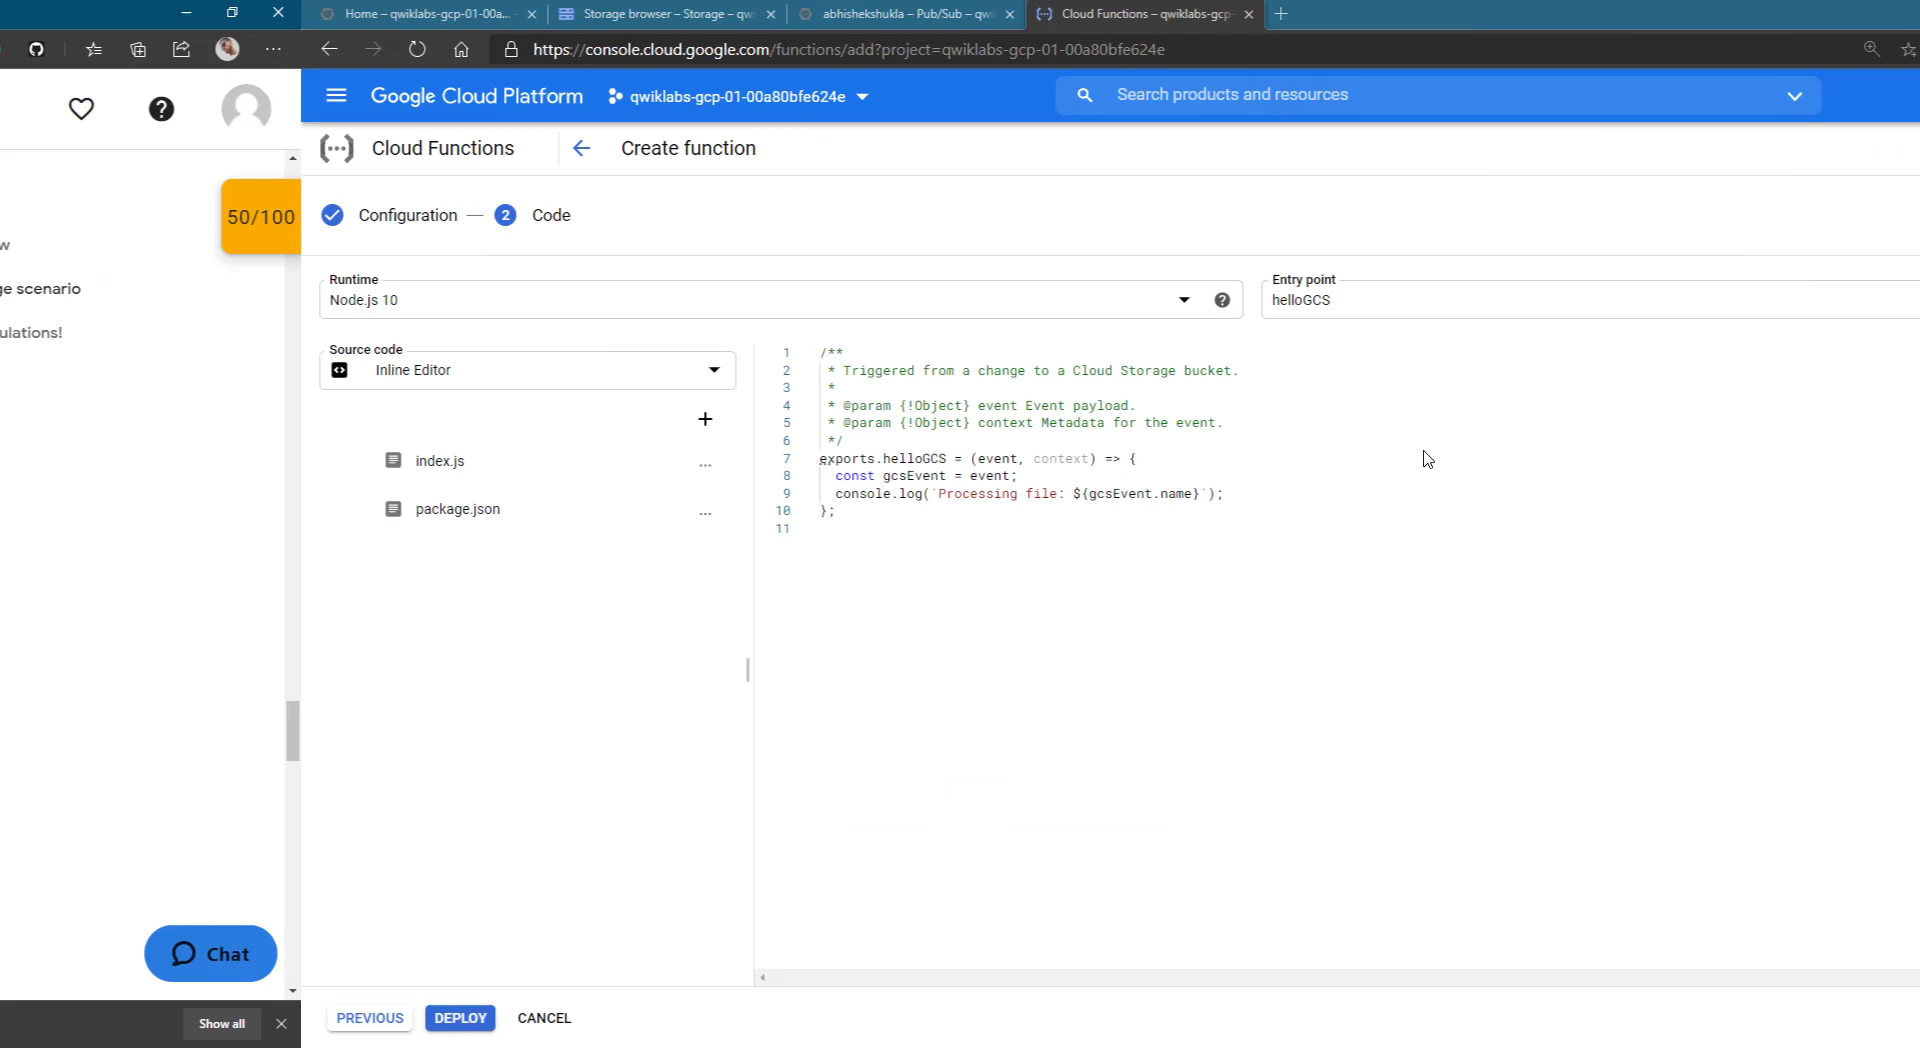 Home – qwiklabs-gcp-01-00a...
Storage browser – Storage – qw
abhishekshukla – Pub/Sub – qwi
Cloud Functions – qwiklabs-gcp-
https://console.cloud.google.com/functions/add?project=qwiklabs-gcp-01-00a80bfe624e
Google Cloud Platform
qwiklabs-gcp-01-00a80bfe624e
Search products and resources
Cloud Functions
Create function
50/100
Configuration
2
Code
w
ge scenario
ulations!
Runtime
Node.js 10
Entry point
helloGCS
Source code
Inline Editor
index.js
...
package.json
...
1 /**
2 * Triggered from a change to a Cloud Storage bucket.
3 *
4 * @param {!Object} event Event payload.
5 * @param {!Object} context Metadata for the event.
6 */
7 exports.helloGCS = (event, context) => {
8 const gcsEvent = event;
9 console.log(`Processing file: ${gcsEvent.name}`);
10 };
11
Chat
Show all
PREVIOUS
DEPLOY
CANCEL